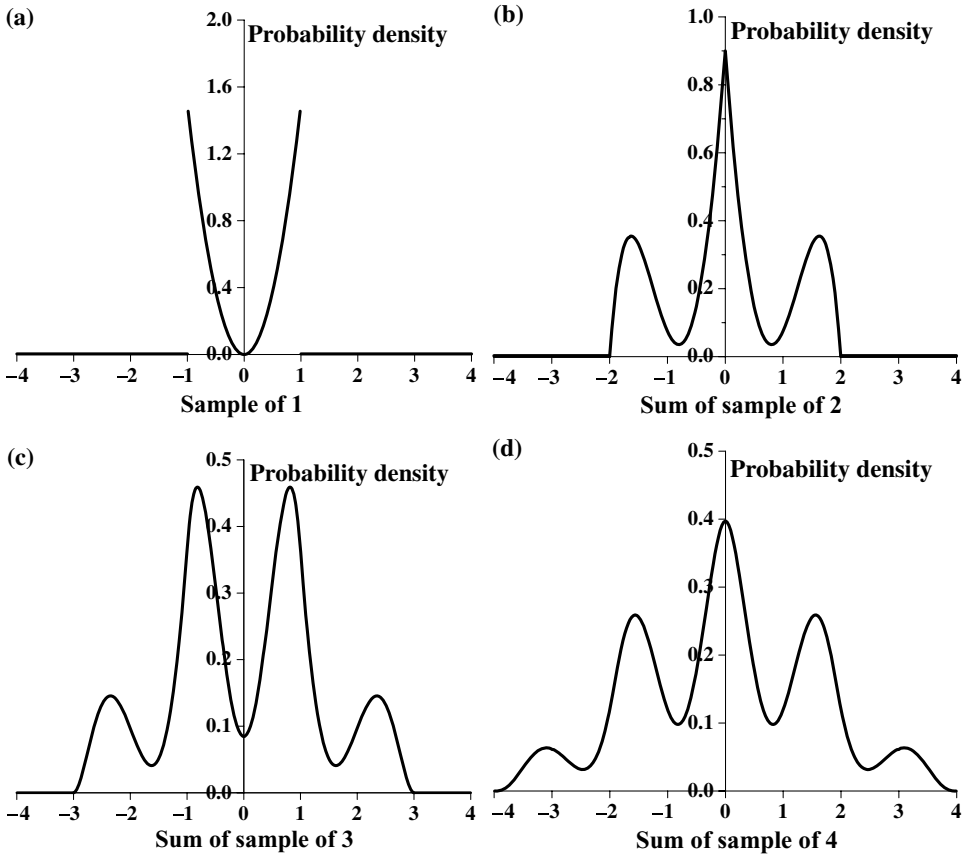 (a)
Probability density
2.0
1.6
1.2
0.8
0.4
0.0
−4 −3 −2 −1 0 1 2 3 4
Sample of 1
(b)
Probability density
1.0
0.8
0.6
0.4
0.2
0.0
−4 −3 −2 −1 0 1 2 3 4
Sum of sample of 2
(c)
Probability density
0.5
0.4
0.3
0.2
0.1
0.0
−4 −3 −2 −1 0 1 2 3 4
Sum of sample of 3
(d)
Probability density
0.5
0.4
0.3
0.2
0.1
0.0
−4 −3 −2 −1 0 1 2 3 4
Sum of sample of 4